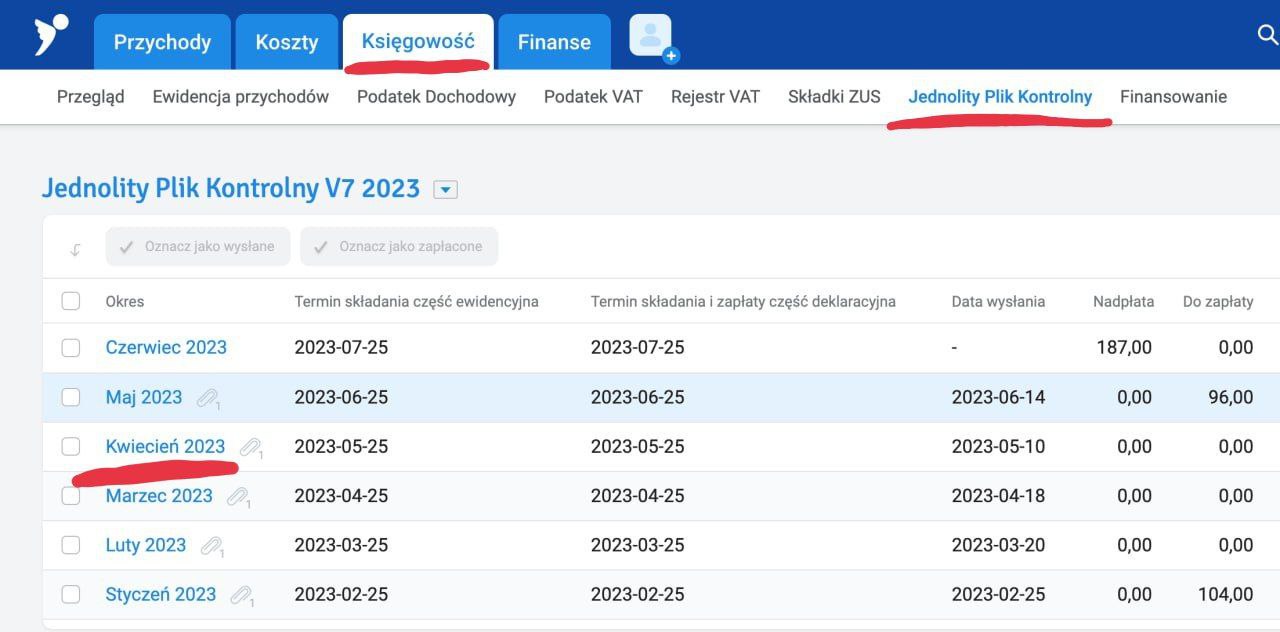 Przychody Koszty Księgowość Finanse
Przegląd Ewidencja przychodów Podatek Dochodowy Podatek VAT Rejestr VAT Składki ZUS Jednolity Plik Kontrolny Finansowanie
Jednolity Plik Kontrolny V7 2023
Oznacz jako wysłane Oznacz jako zapłacone
Okres Termin składania część ewidencyjna Termin składania i zapłaty część deklaracyjna Data wysłania Nadpłata Do zapłaty
Czerwiec 2023 2023-07-25 2023-07-25 - 187,00 0,00
Maj 2023 1 2023-06-25 2023-06-25 2023-06-14 0,00 96,00
Kwiecień 2023 1 2023-05-25 2023-05-25 2023-05-10 0,00 0,00
Marzec 2023 1 2023-04-25 2023-04-25 2023-04-18 0,00 0,00
Luty 2023 1 2023-03-25 2023-03-25 2023-03-20 0,00 0,00
Styczeń 2023 1 2023-02-25 2023-02-25 2023-02-25 0,00 104,00